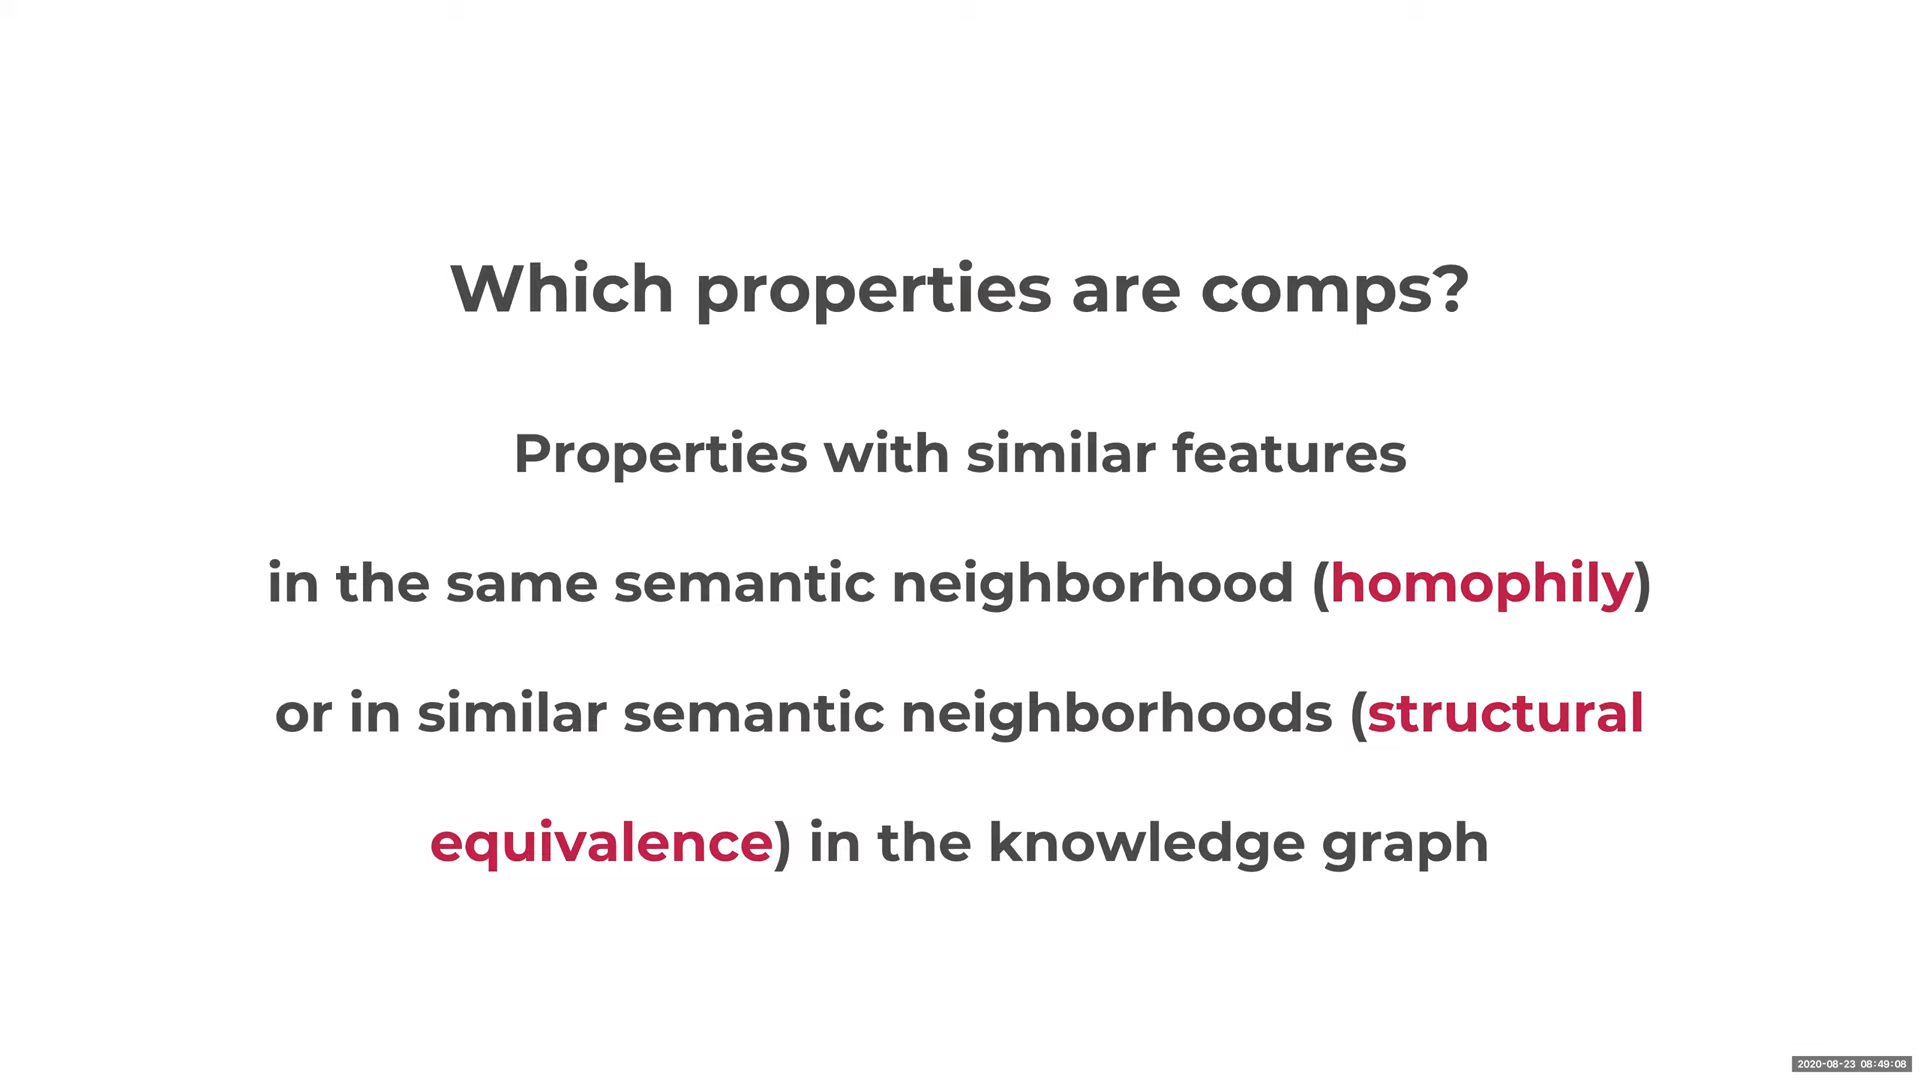 Which properties are comps?
Properties with similar features
in the same semantic neighborhood (homophily)
or in similar semantic neighborhoods (structural
equivalence) in the knowledge graph
2020-08-23 08:49:08